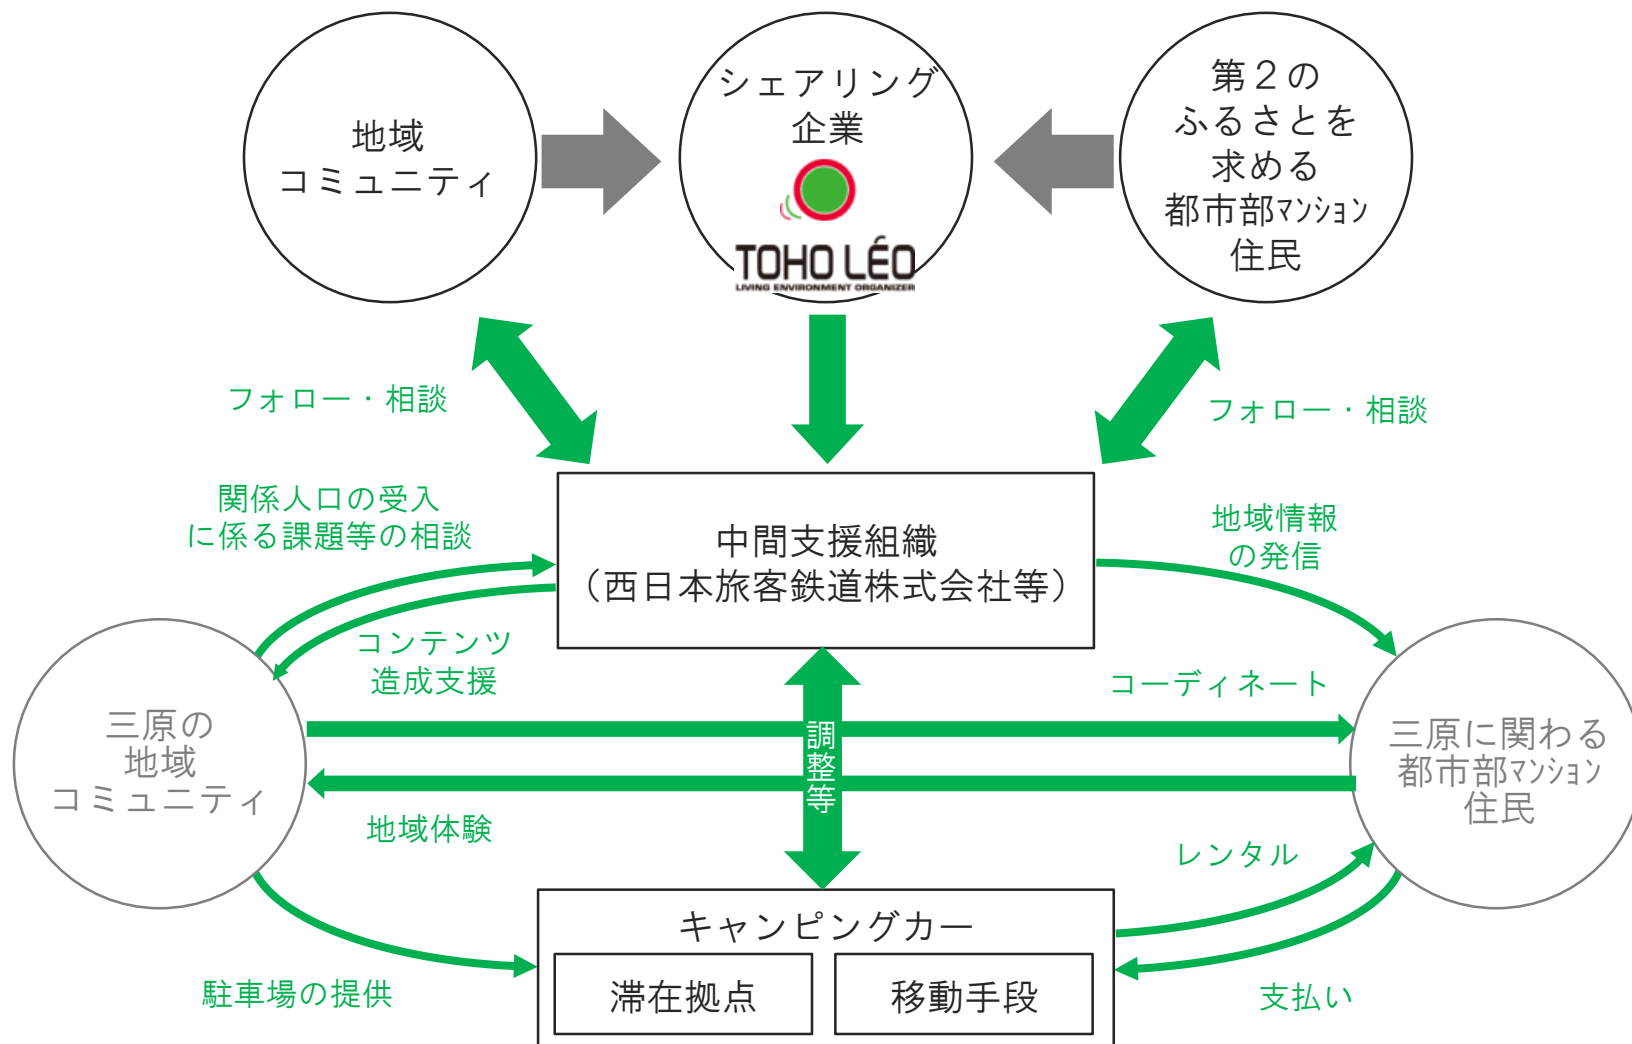 地域
コミュニティ
シェアリング
企業
TOHO LÉO
LIVING ENVIRONMENT ORGANIZER
第２の
ふるさとを
求める
都市部ﾏﾝｼｮﾝ
住民
フォロー・相談
フォロー・相談
関係人口の受入
に係る課題等の相談
中間支援組織
（西日本旅客鉄道株式会社等）
地域情報
の発信
コンテンツ
造成支援
コーディネート
三原の
地域
コミュニティ
調整等
三原に関わる
都市部ﾏﾝｼｮﾝ
住民
地域体験
レンタル
キャンピングカー
滞在拠点
移動手段
駐車場の提供
支払い